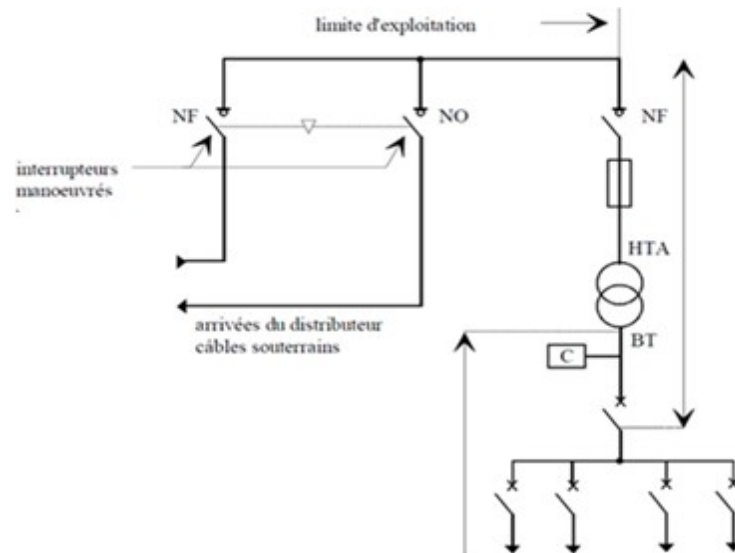 limite d'exploitation
NF
NO
NF
interrupteurs
manoeuvrés
HTA
arrivées du distributeur
câbles souterrains
BT
C